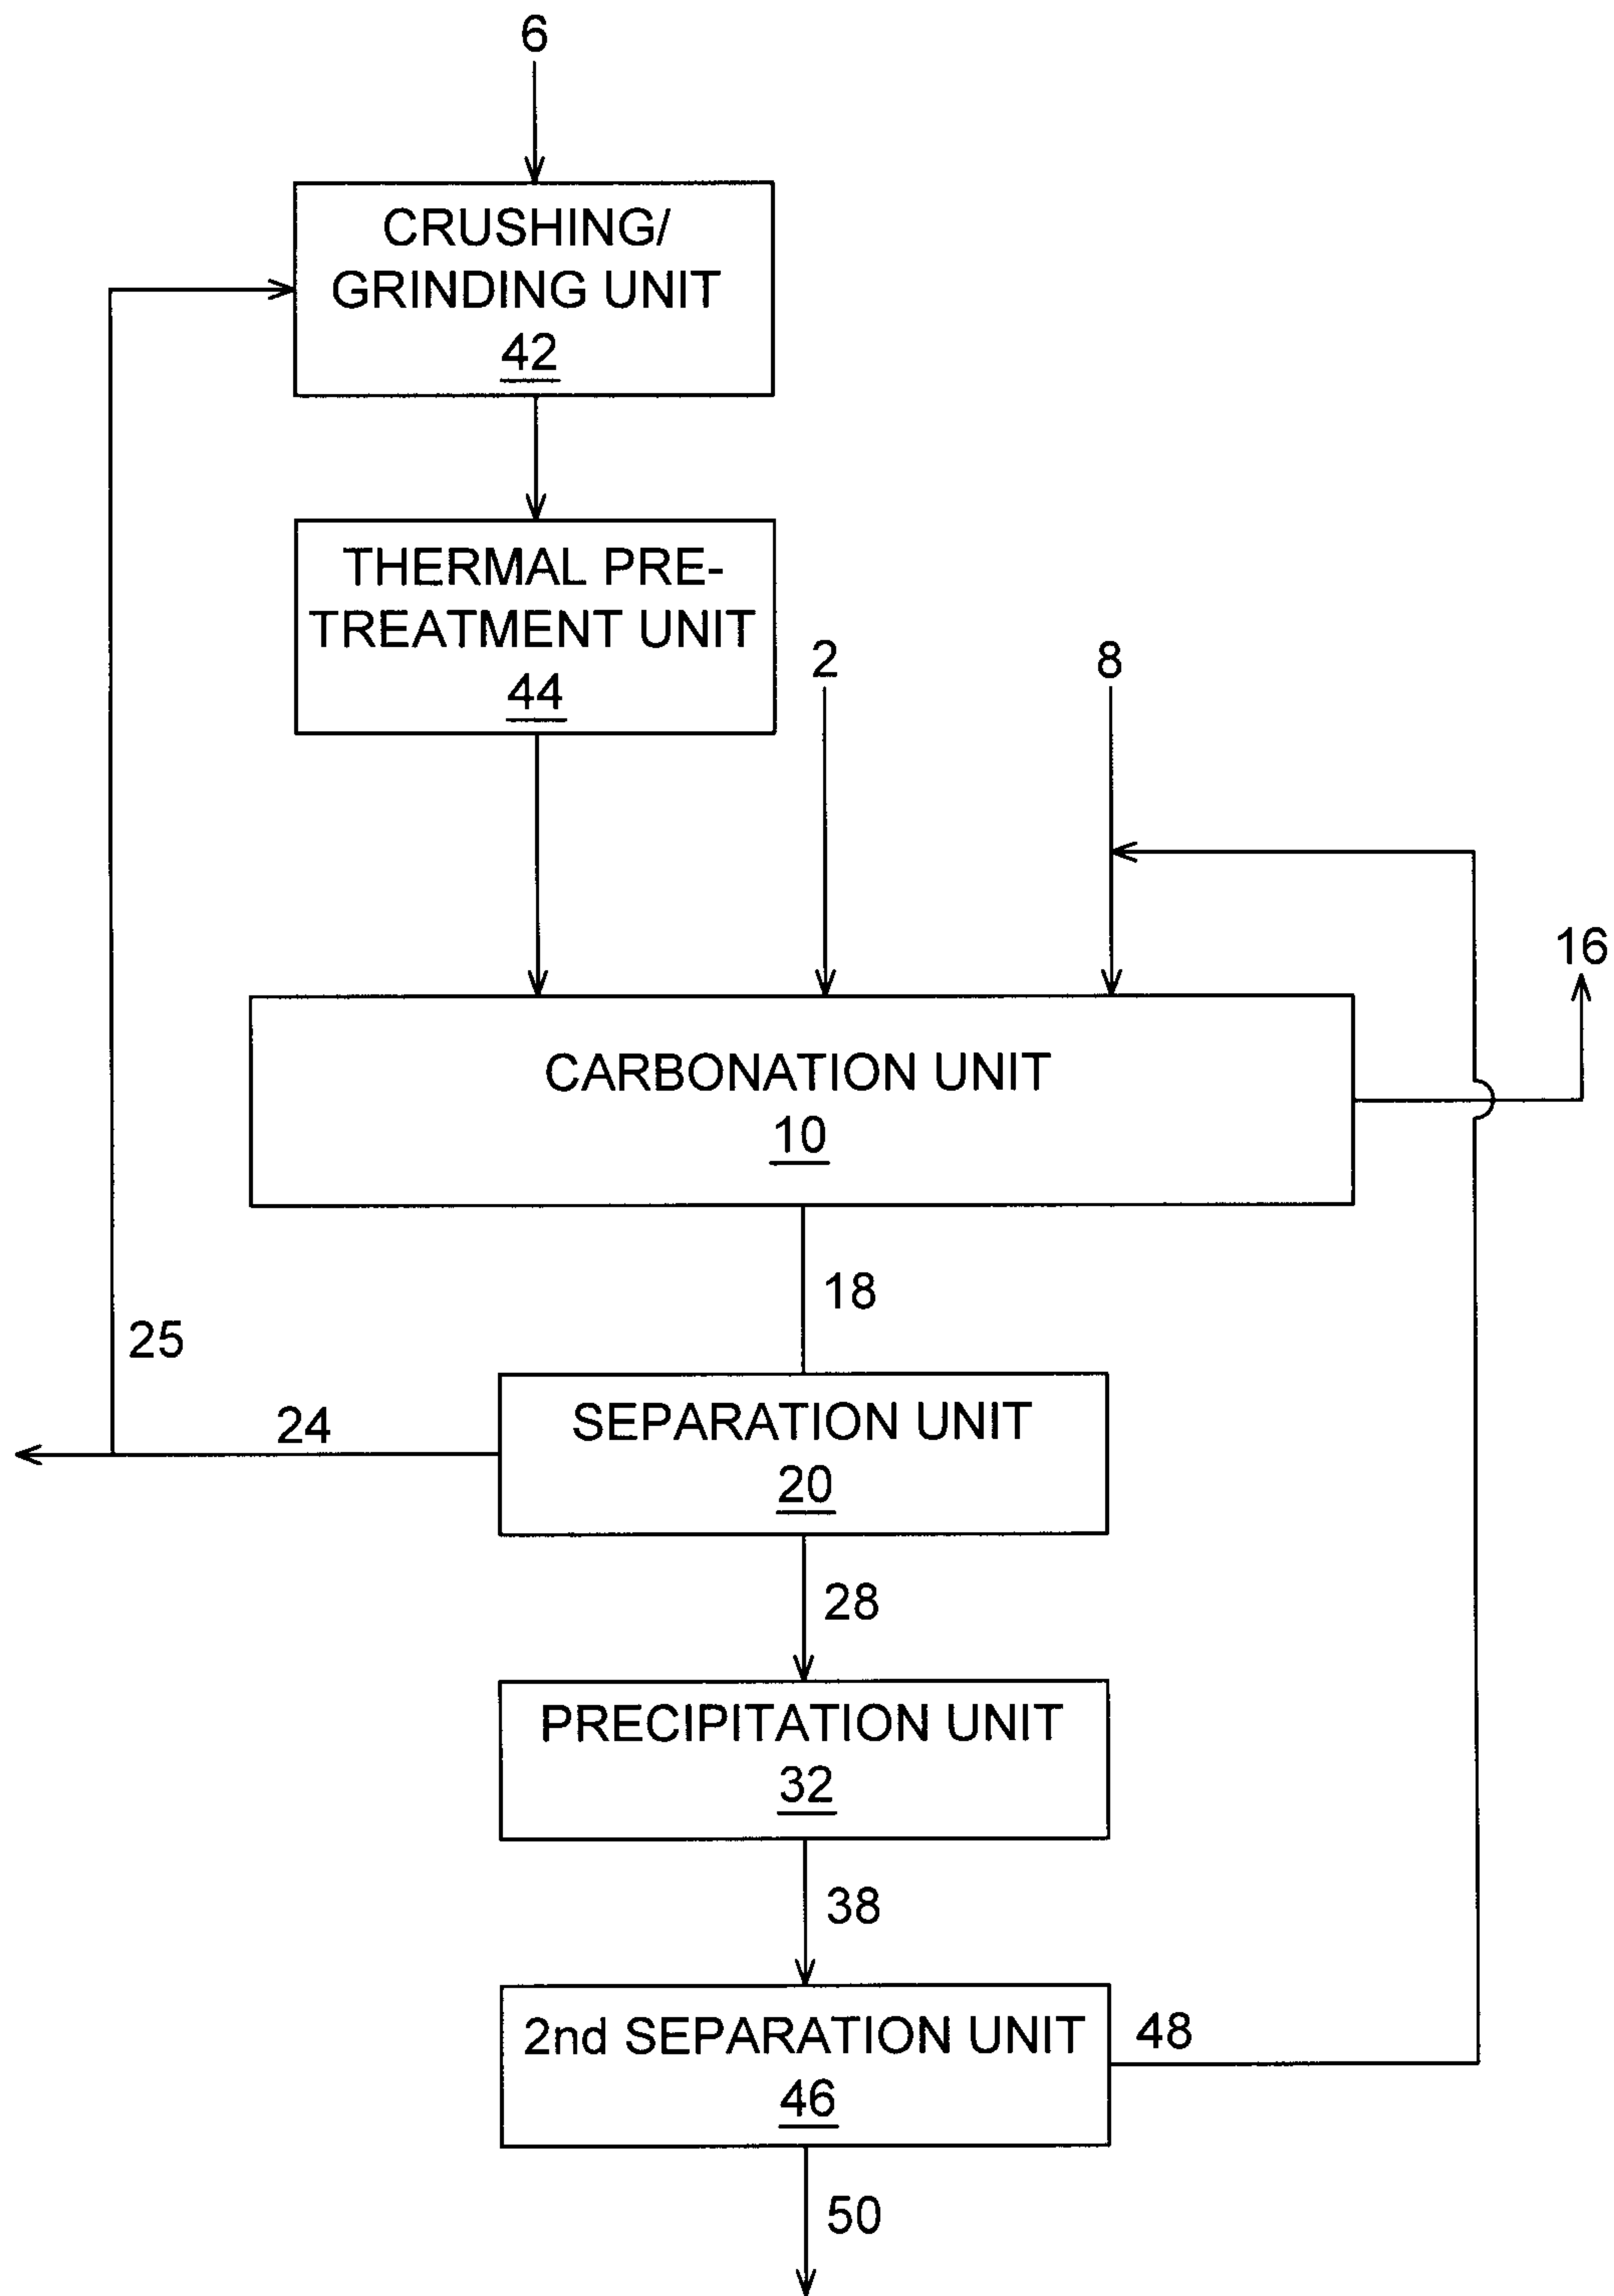 6
CRUSHING/
GRINDING UNIT
42
THERMAL PRE-
TREATMENT UNIT
44
2
8
16
CARBONATION UNIT
10
18
25
24
SEPARATION UNIT
20
28
PRECIPITATION UNIT
32
38
2nd SEPARATION UNIT
46
48
50